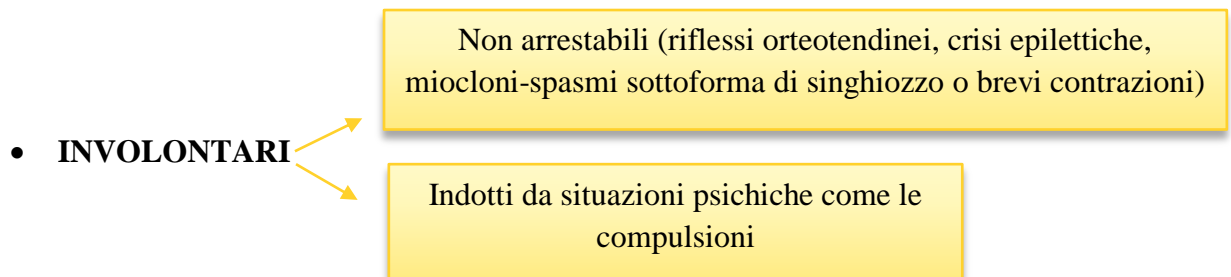 Non arrestabili (riflessi orteotendinei, crisi epilettiche,
miocloni-spasmi sottoforma di singhiozzo o brevi contrazioni)
• INVOLONTARI
Indotti da situazioni psichiche come le
compulsioni